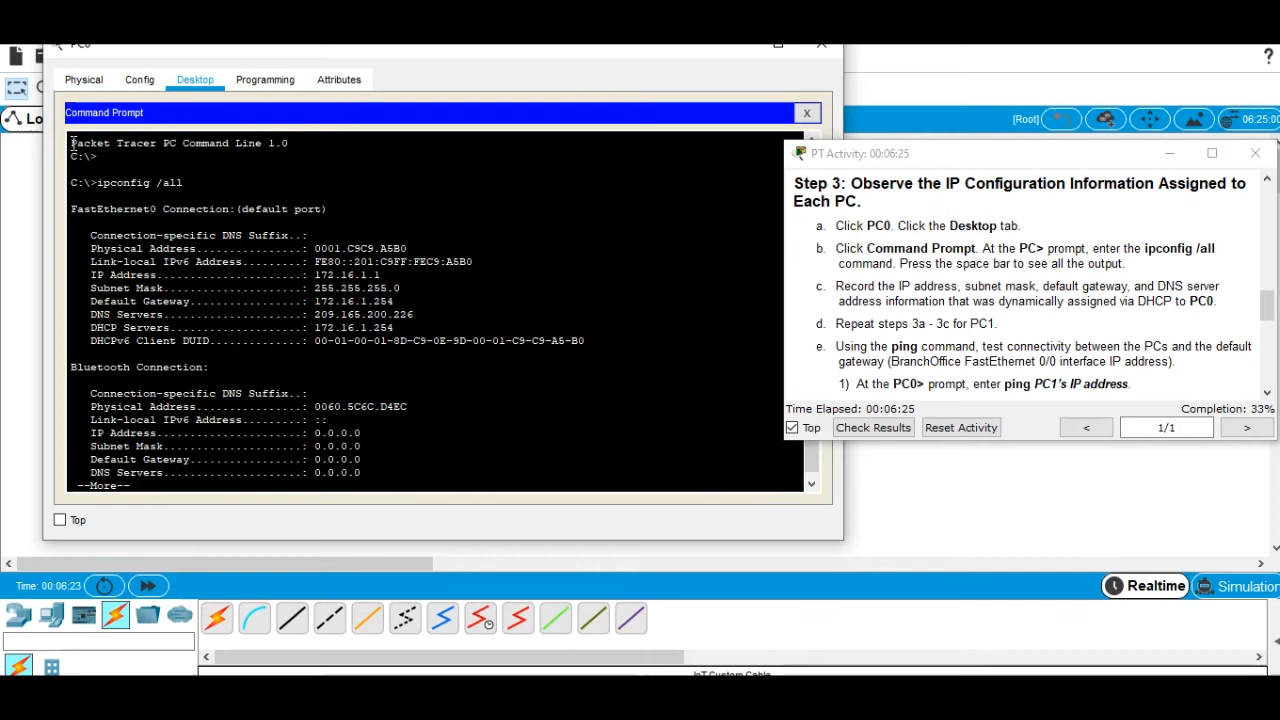 PC0
Physical Config Desktop Programming Attributes
Command Prompt X
Packet Tracer PC Command Line 1.0
C:\>
C:\>ipconfig /all
FastEthernet0 Connection:(default port)
Connection-specific DNS Suffix..:
Physical Address................: 0001.C9C9.A5B0
Link-local IPv6 Address.........: FE80::201:C9FF:FEC9:A5B0
IP Address......................: 172.16.1.1
Subnet Mask.....................: 255.255.255.0
Default Gateway.................: 172.16.1.254
DNS Servers.....................: 209.165.200.226
DHCP Servers....................: 172.16.1.254
DHCPv6 Client DUID..............: 00-01-00-01-8D-C9-0E-9D-00-01-C9-C9-A5-B0
Bluetooth Connection:
Connection-specific DNS Suffix..:
Physical Address................: 0060.5C6C.D4EC
Link-local IPv6 Address.........: ::
IP Address......................: 0.0.0.0
Subnet Mask.....................: 0.0.0.0
Default Gateway.................: 0.0.0.0
DNS Servers.....................: 0.0.0.0
--More--
Top
Lo
[Root] 06:25:00
PT Activity: 00:06:25
Step 3: Observe the IP Configuration Information Assigned to
Each PC.
a. Click PC0. Click the Desktop tab.
b. Click Command Prompt. At the PC> prompt, enter the ipconfig /all
command. Press the space bar to see all the output.
c. Record the IP address, subnet mask, default gateway, and DNS server
address information that was dynamically assigned via DHCP to PC0.
d. Repeat steps 3a - 3c for PC1.
e. Using the ping command, test connectivity between the PCs and the default
gateway (BranchOffice FastEthernet 0/0 interface IP address).
1) At the PC0> prompt, enter ping PC1's IP address.
Time Elapsed: 00:06:25 Completion: 33%
Top Check Results Reset Activity < 1/1 >
Time: 00:06:23
Realtime Simulation
IoT Custom Cable